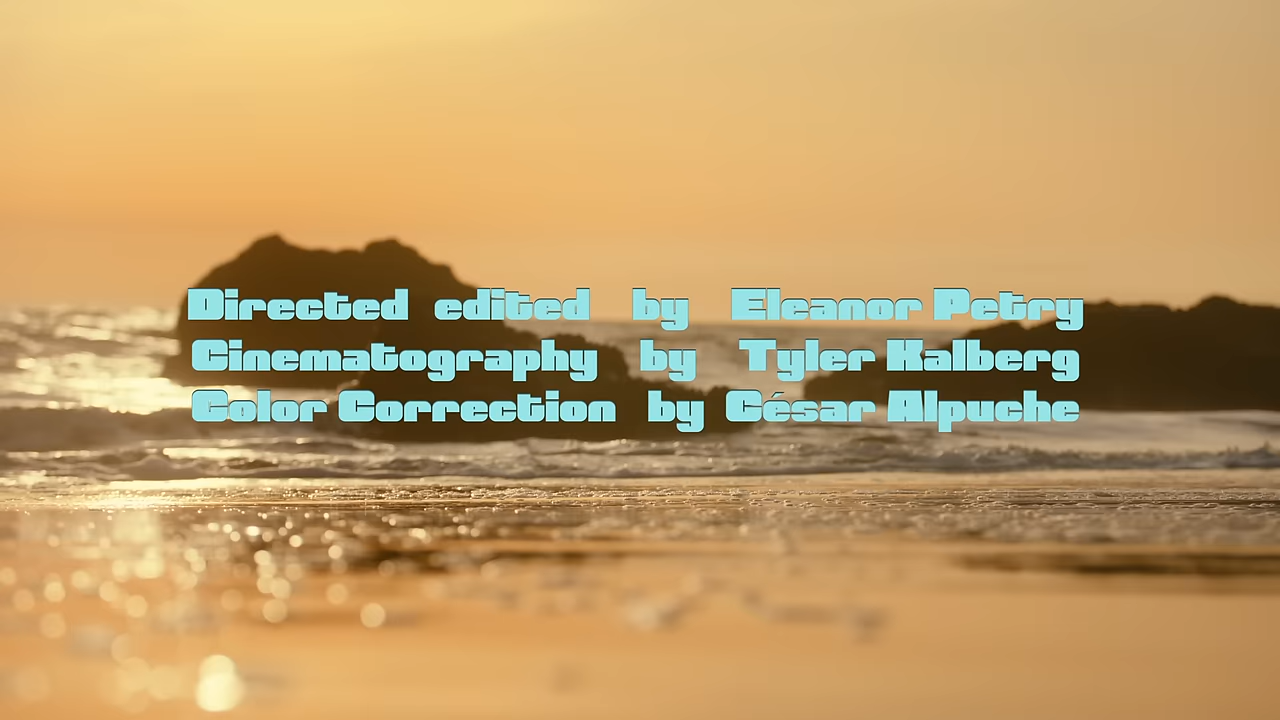 Directed edited by Eleanor Petry
Cinematography by Tyler Kalberg
Color Correction by César Alpuche